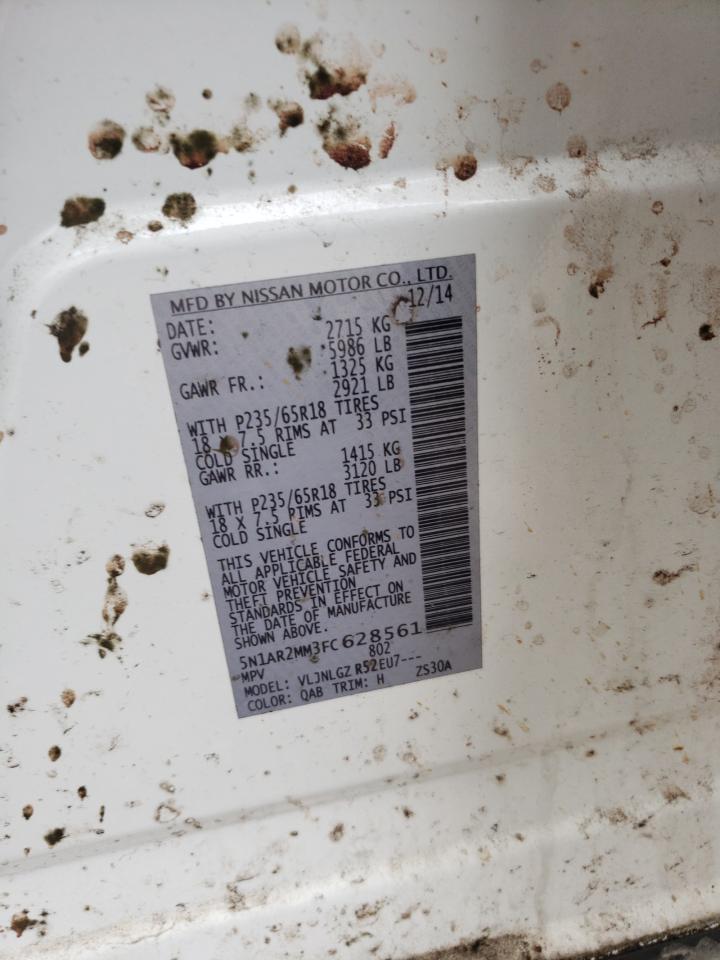 MFD BY NISSAN MOTOR CO., LTD.
DATE: 12/14
GVWR: 2715 KG
5986 LB
GAWR FR.: 1325 KG
2921 LB
WITH P235/65R18 TIRES
18 X 7.5 RIMS AT 33 PSI
COLD SINGLE
GAWR RR.: 1415 KG
3120 LB
WITH P235/65R18 TIRES
18 X 7.5 RIMS AT 33 PSI
COLD SINGLE
THIS VEHICLE CONFORMS TO
ALL APPLICABLE FEDERAL
MOTOR VEHICLE SAFETY AND
THEFT PREVENTION
STANDARDS IN EFFECT ON
THE DATE OF MANUFACTURE
SHOWN ABOVE.
5N1AR2MM3FC628561
MPV 802
MODEL: VLJNLGZ R52EU7---
COLOR: QAB TRIM: H ZS30A